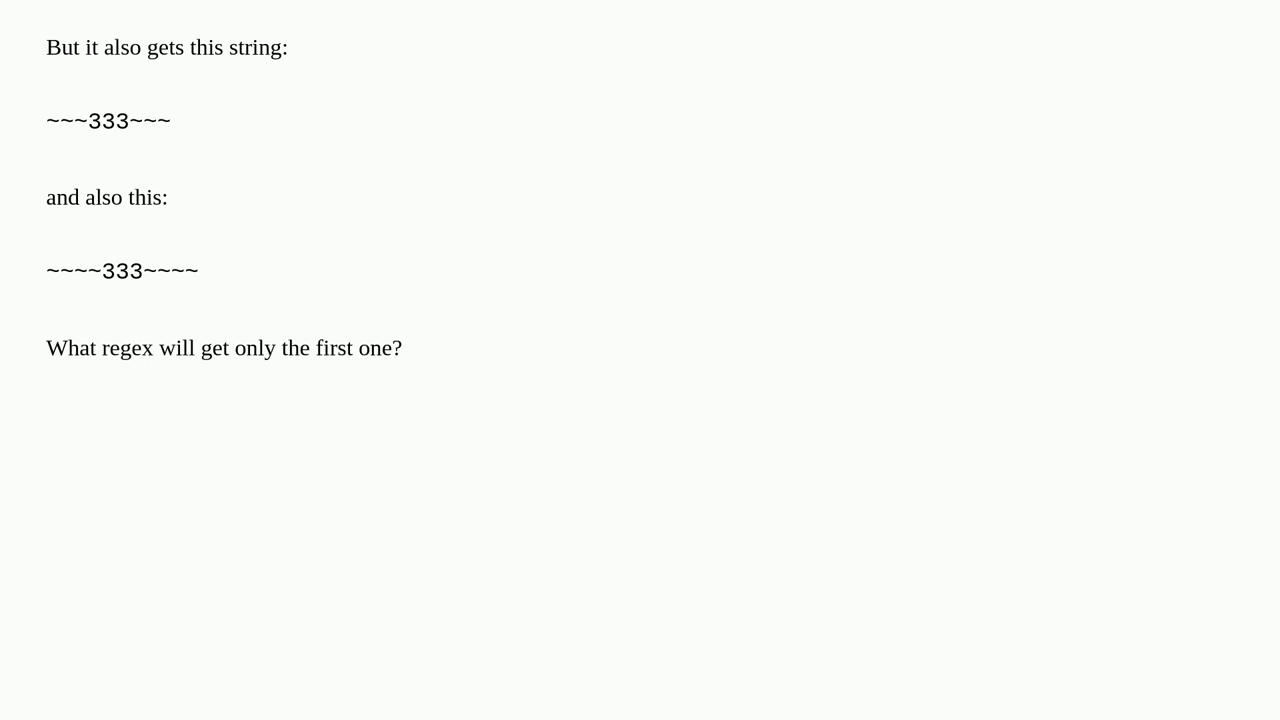 But it also gets this string:
~~~333~~~
and also this:
~~~~333~~~~
What regex will get only the first one?